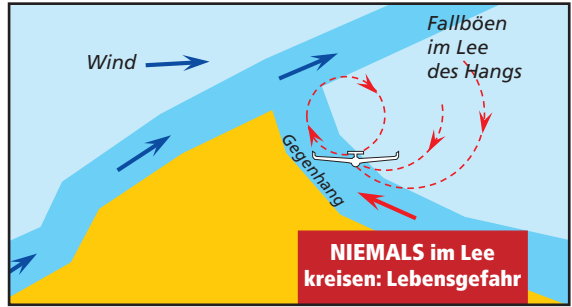 Wind
Fallböen
im Lee
des Hangs
Gegenhang
NIEMALS im Lee
kreisen: Lebensgefahr